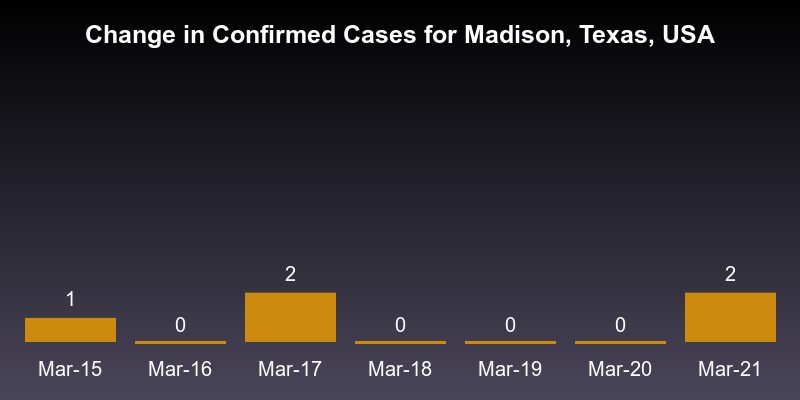 Change in Confirmed Cases for Madison, Texas, USA
1 0 2 0 0 0 2
Mar-15 Mar-16 Mar-17 Mar-18 Mar-19 Mar-20 Mar-21